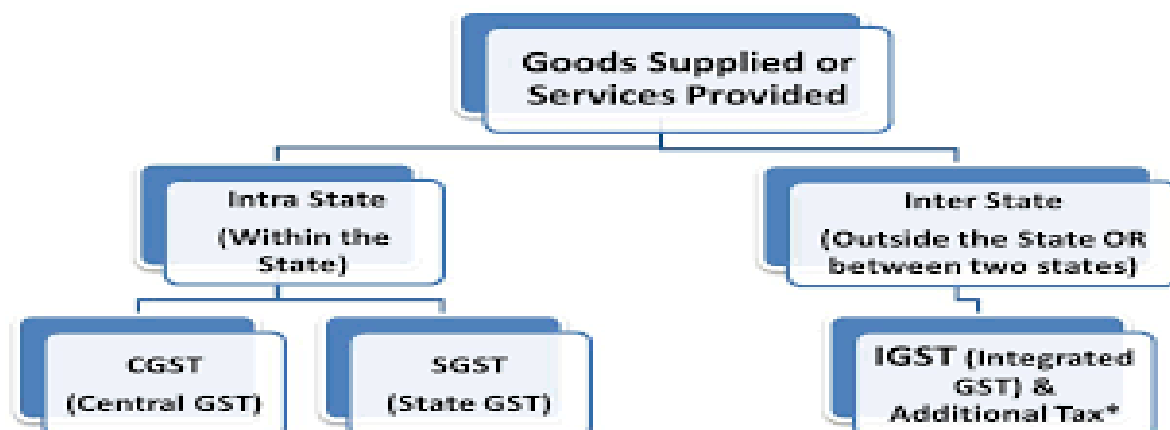 Goods Supplied or
Services Provided
Intra State
(Within the
State)
Inter State
(Outside the State OR
between two states)
CGST
(Central GST)
SGST
(State GST)
IGST (Integrated
GST) &
Additional Tax*